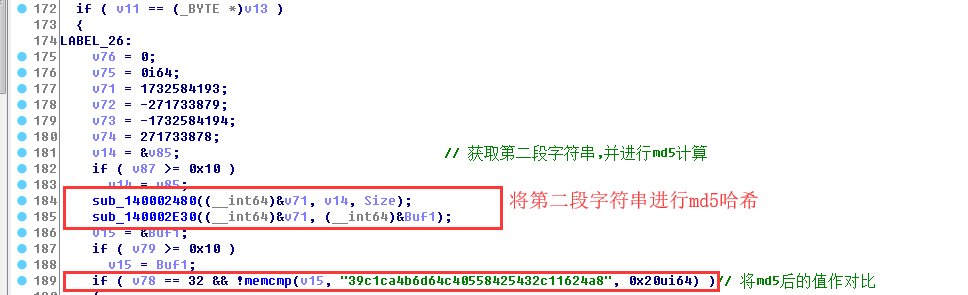 172 if ( v11 == (_BYTE *)v13 )
173 {
174 LABEL_26:
175 v76 = 0;
176 v75 = 0i64;
177 v71 = 1732584193;
178 v72 = -271733879;
179 v73 = -1732584194;
180 v74 = 271733878;
181 v14 = &v85; // 获取第二段字符串,并进行md5计算
182 if ( v87 >= 0x10 )
183 v14 = v85;
184 sub_140002480((__int64)&v71, v14, Size);
将第二段字符串进行md5哈希
185 sub_140002E30((__int64)&v71, (__int64)&Buf1);
186 v15 = &Buf1;
187 if ( v79 >= 0x10 )
188 v15 = Buf1;
189 if ( v78 == 32 && !memcmp(v15, "39c1ca4b6d64c40558425432c11624a8", 0x20ui64) ) // 将md5后的值作对比